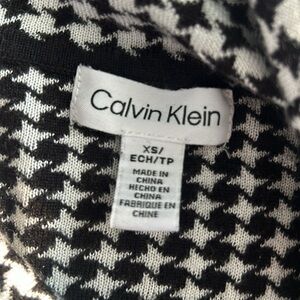 Calvin Klein
XS/
ECH/TP
MADE IN
CHINA
HECHO EN
CHINA
FABRIQUÉ EN
CHINE